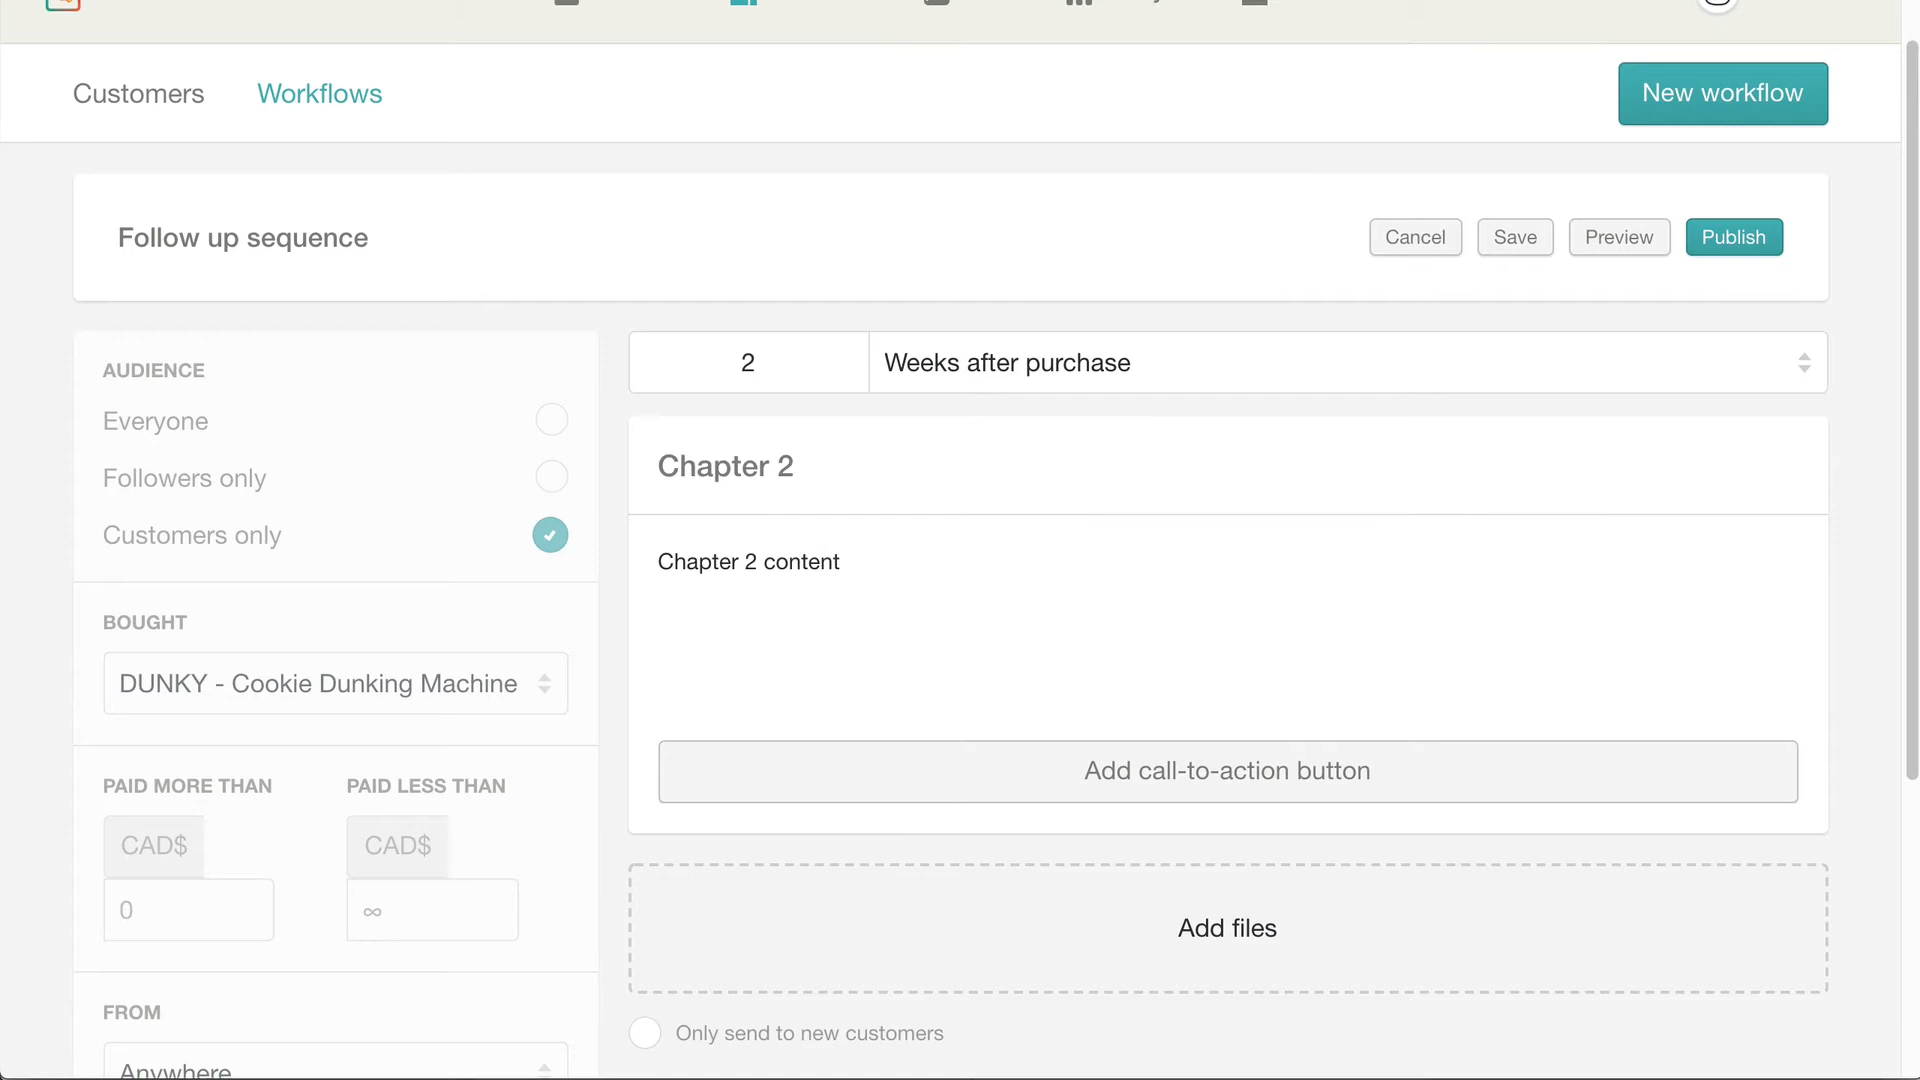 Customers
Workflows
New workflow
Follow up sequence
Cancel
Save
Preview
Publish
AUDIENCE
Everyone
Followers only
Customers only
BOUGHT
DUNKY - Cookie Dunking Machine
PAID MORE THAN
PAID LESS THAN
CAD$
CAD$
0
∞
FROM
Anywhere
2
Weeks after purchase
Chapter 2
Chapter 2 content
Add call-to-action button
Add files
Only send to new customers